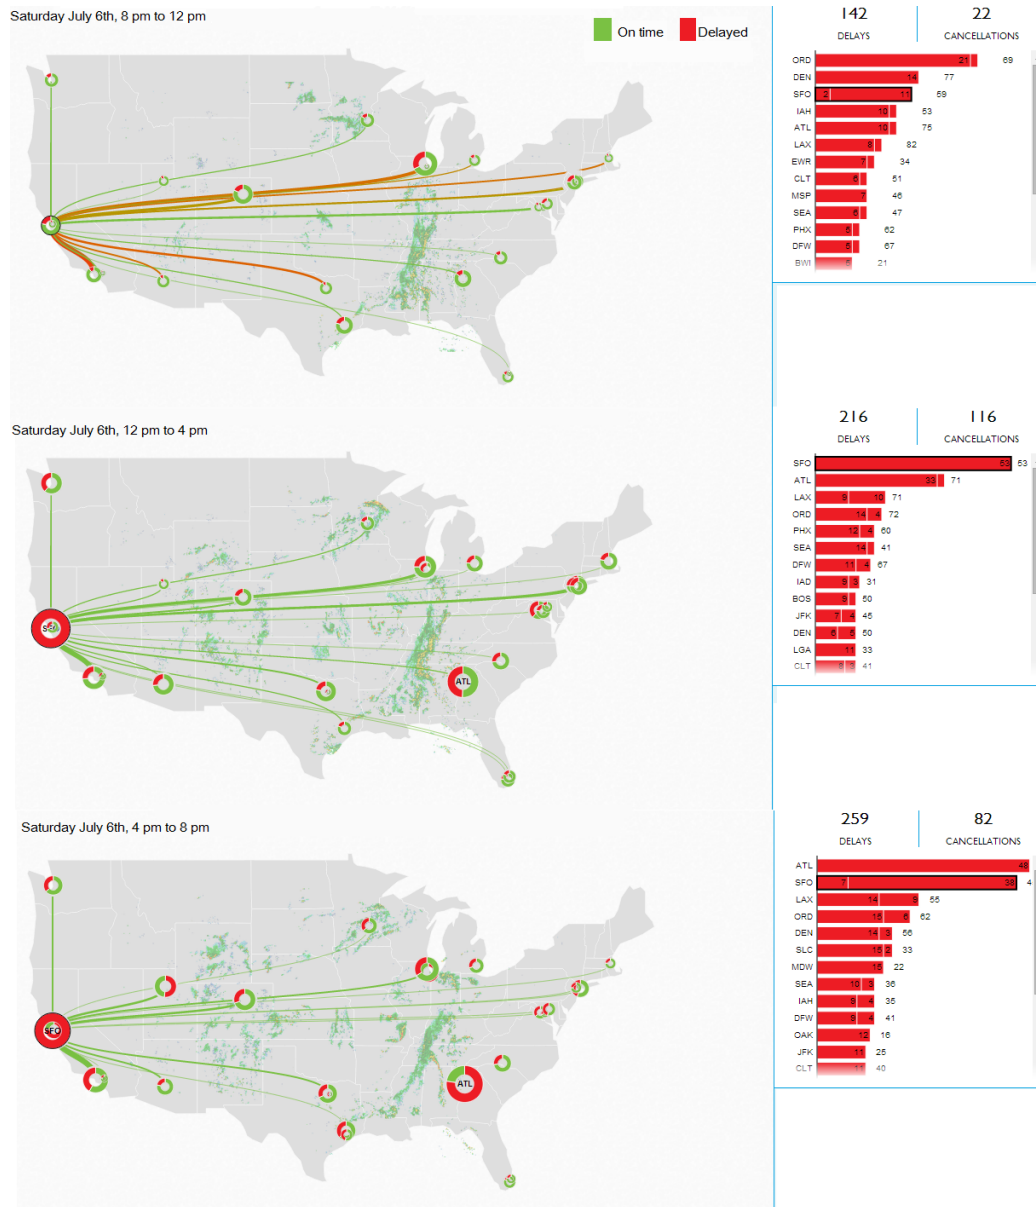 Saturday July 6th, 8 pm to 12 pm
On time
Delayed
142
22
DELAYS
CANCELLATIONS
ORD 21 69
DEN 14 77
SFO 2 11 59
IAH 10 53
ATL 10 75
LAX 8 82
EWR 7 34
CLT 6 51
MSP 7 46
SEA 6 47
PHX 5 62
DFW 5 67
BWI 21
Saturday July 6th, 12 pm to 4 pm
ATL
216
116
DELAYS
CANCELLATIONS
SFO 53 53
ATL 33 71
LAX 9 10 71
ORD 14 4 72
PHX 12 4 60
SEA 14 41
DFW 11 4 67
IAD 9 3 31
BOS 9 50
JFK 7 4 45
DEN 6 5 50
LGA 11 33
CLT 8 3 41
Saturday July 6th, 4 pm to 8 pm
SFO
ATL
259
82
DELAYS
CANCELLATIONS
ATL 48
SFO 7 38 4
LAX 14 9 55
ORD 15 6 62
DEN 14 3 56
SLC 15 2 33
MDW 15 22
SEA 10 3 36
IAH 9 4 35
DFW 9 4 41
OAK 12 16
JFK 11 25
CLT 11 40